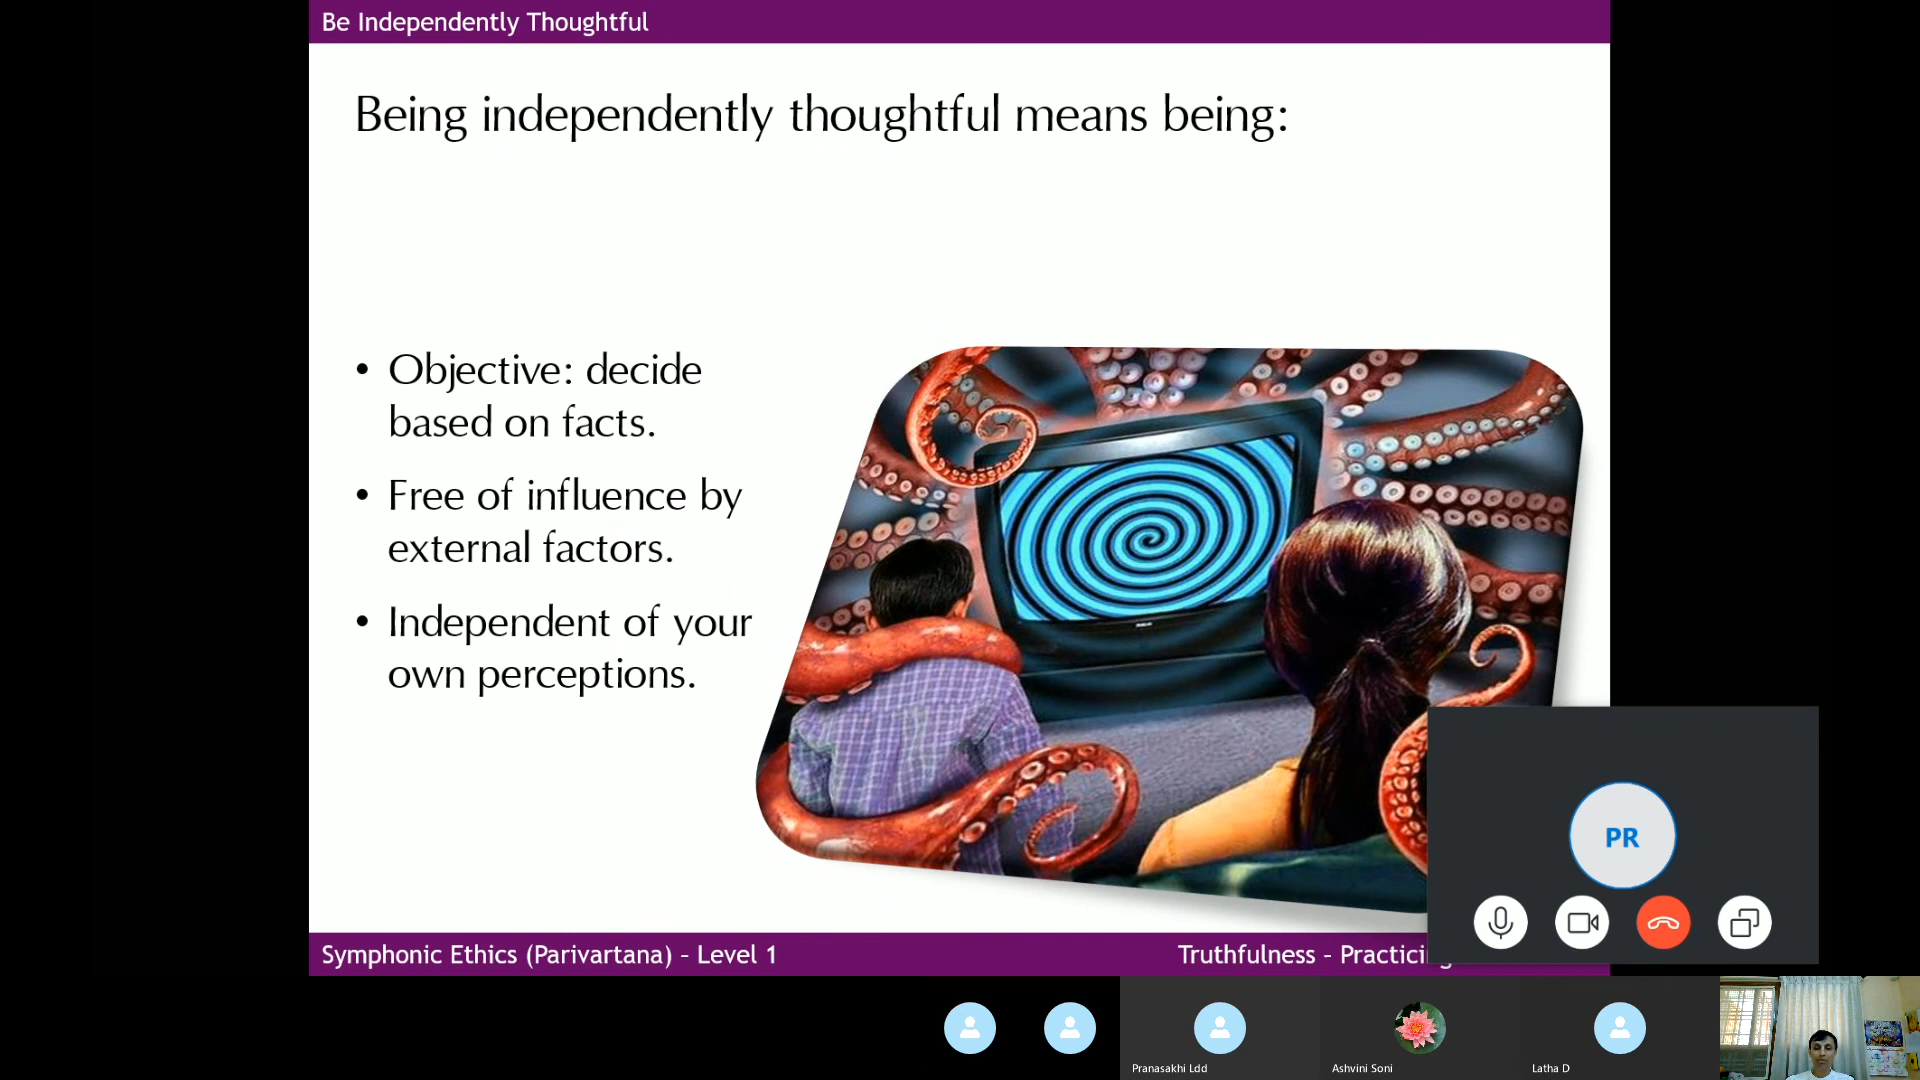 Be Independently Thoughtful
Being independently thoughtful means being:
• Objective: decide
based on facts.
• Free of influence by
external factors.
• Independent of your
own perceptions.
PR
Symphonic Ethics (Parivartana) – Level 1
Truthfulness - Practicing
Pranasakhi Ldd
Ashvini Soni
Latha D